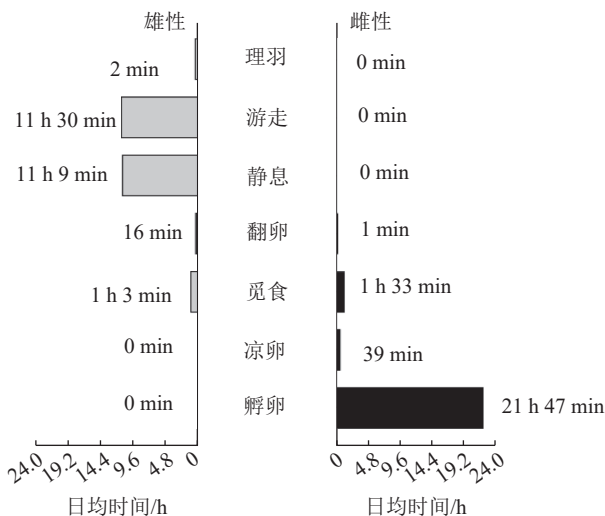 雄性 雌性
2 min 理羽 0 min
11 h 30 min 游走 0 min
11 h 9 min 静息 0 min
16 min 翻卵 1 min
1 h 3 min 觅食 1 h 33 min
0 min 凉卵 39 min
0 min 孵卵 21 h 47 min
24.0 19.2 14.4 9.6 4.8 0 0 4.8 9.6 14.4 19.2 24.0
日均时间/h 日均时间/h